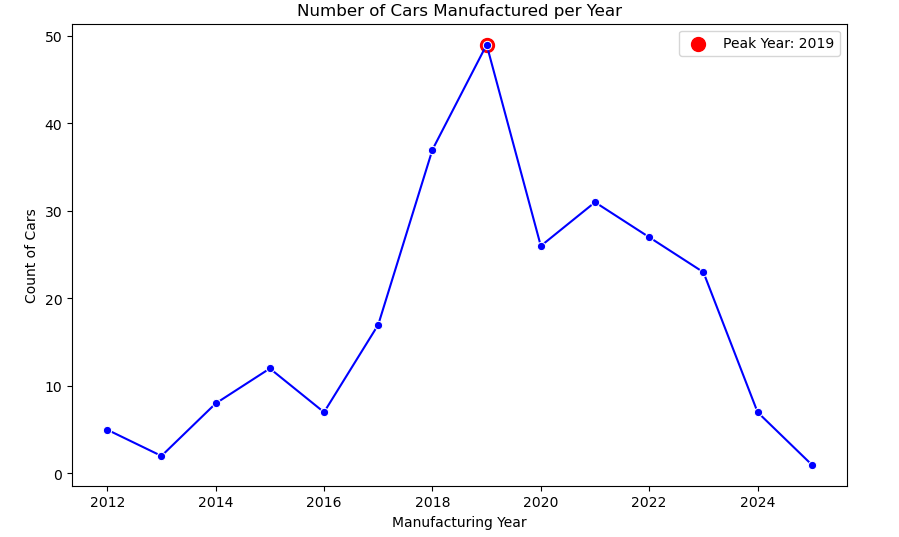 Number of Cars Manufactured per Year
Peak Year: 2019
50
40
30
20
10
0
Count of Cars
2012 2014 2016 2018 2020 2022 2024
Manufacturing Year